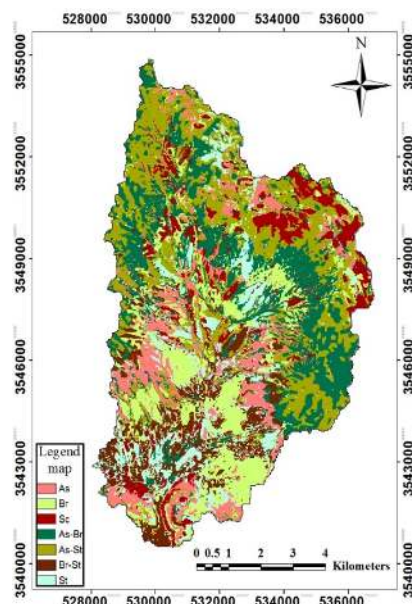 528000 530000 532000 534000 536000
N
3555000 3555000
3552000 3552000
3549000 3549000
3546000 3546000
3543000 3543000
3540000 3540000
Legend
map
As
Br
Sc
As-Br
As-St
Br-St
St
0 0.5 1 2 3 4
Kilometers
528000 530000 532000 534000 536000